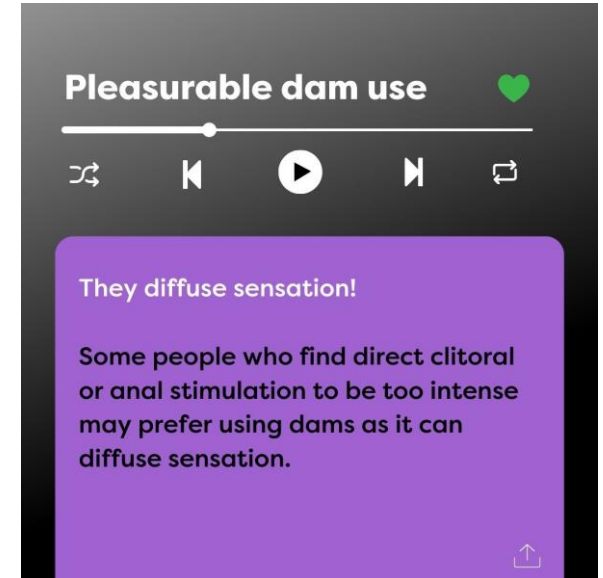 Pleasurable dam use
They diffuse sensation!
Some people who find direct clitoral
or anal stimulation to be too intense
may prefer using dams as it can
diffuse sensation.